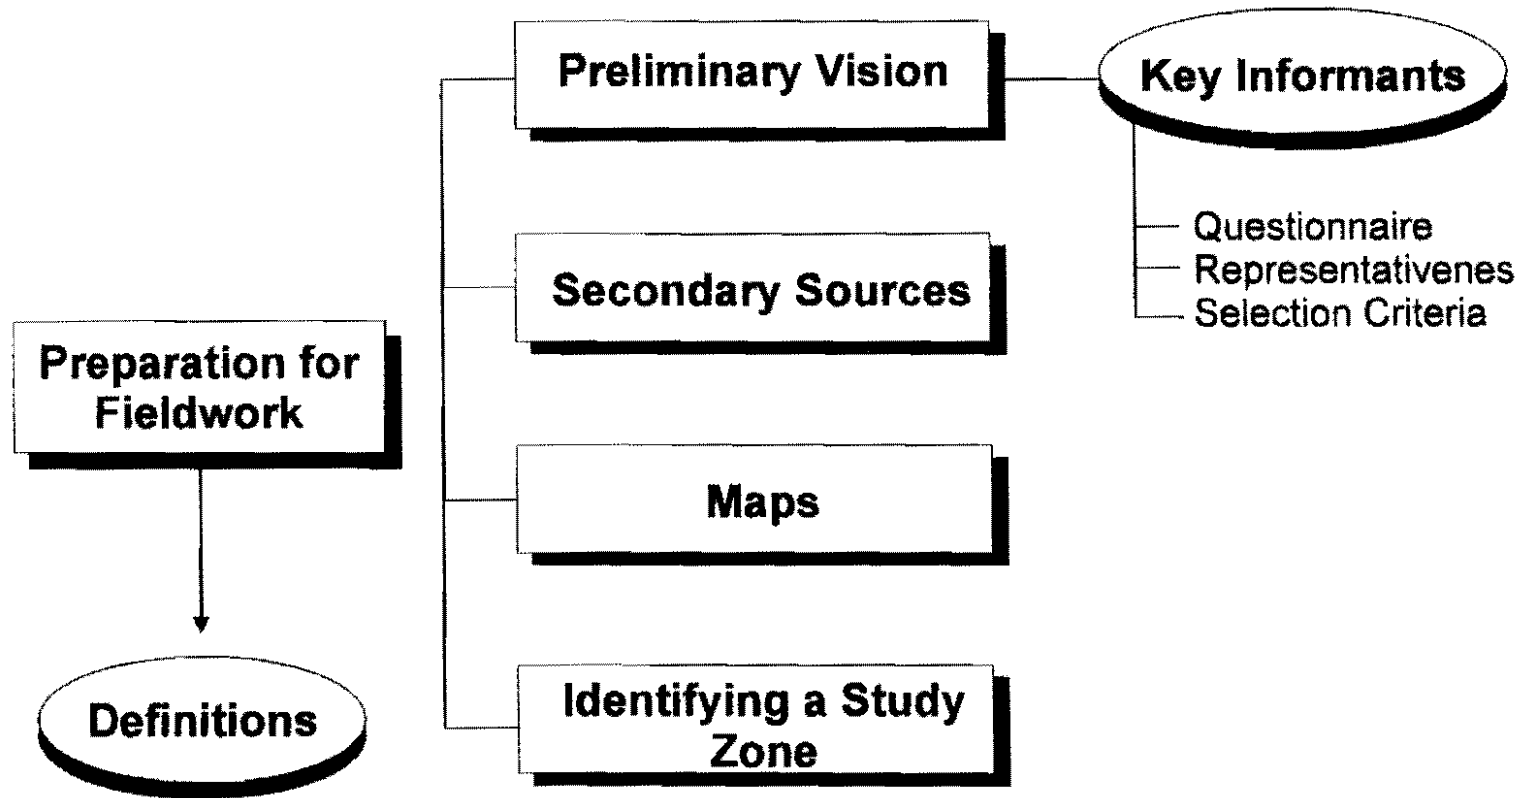 Preliminary Vision
Key Informants
Questionnaire
Representativenes
Selection Criteria
Secondary Sources
Preparation for
Fieldwork
Maps
Definitions
Identifying a Study
Zone